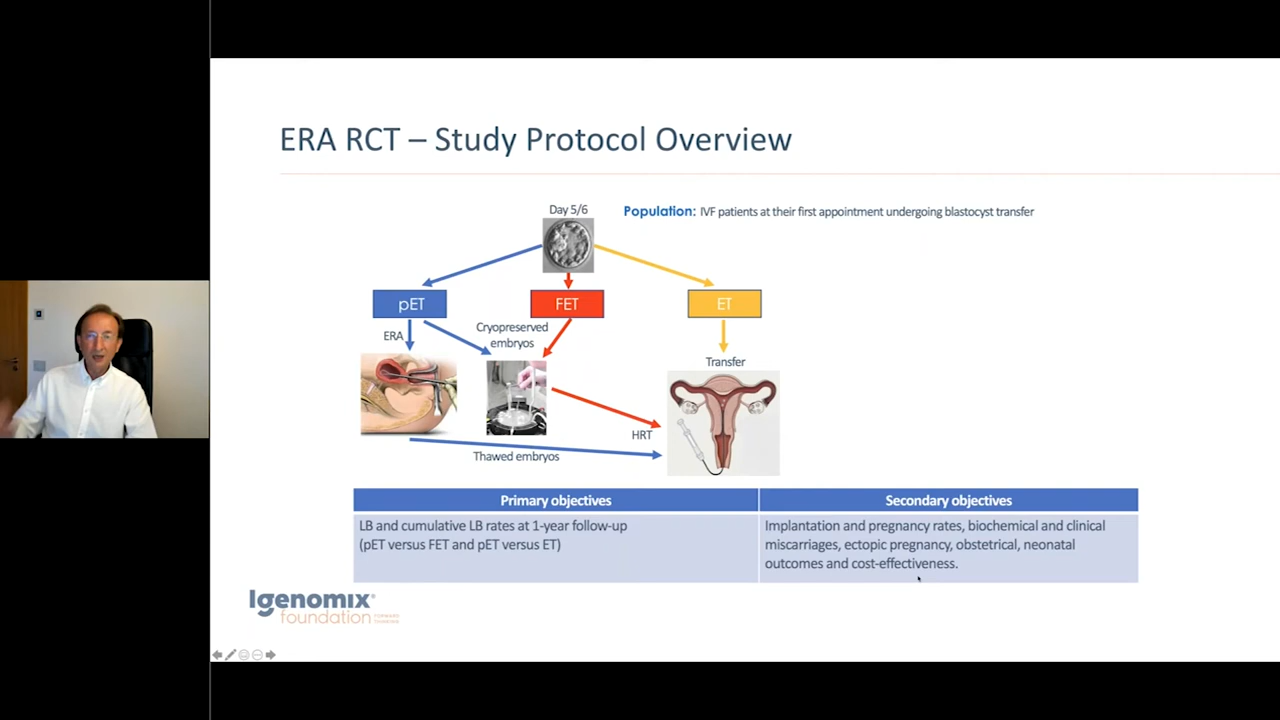 ERA RCT – Study Protocol Overview
Day 5/6
Population: IVF patients at their first appointment undergoing blastocyst transfer
pET
FET
ET
ERA
Cryopreserved
embryos
Transfer
HRT
Thawed embryos
Primary objectives
Secondary objectives
LB and cumulative LB rates at 1-year follow-up
(pET versus FET and pET versus ET)
Implantation and pregnancy rates, biochemical and clinical
miscarriages, ectopic pregnancy, obstetrical, neonatal
outcomes and cost-effectiveness.
Igenomix®
foundation
FORWARD
THINKING